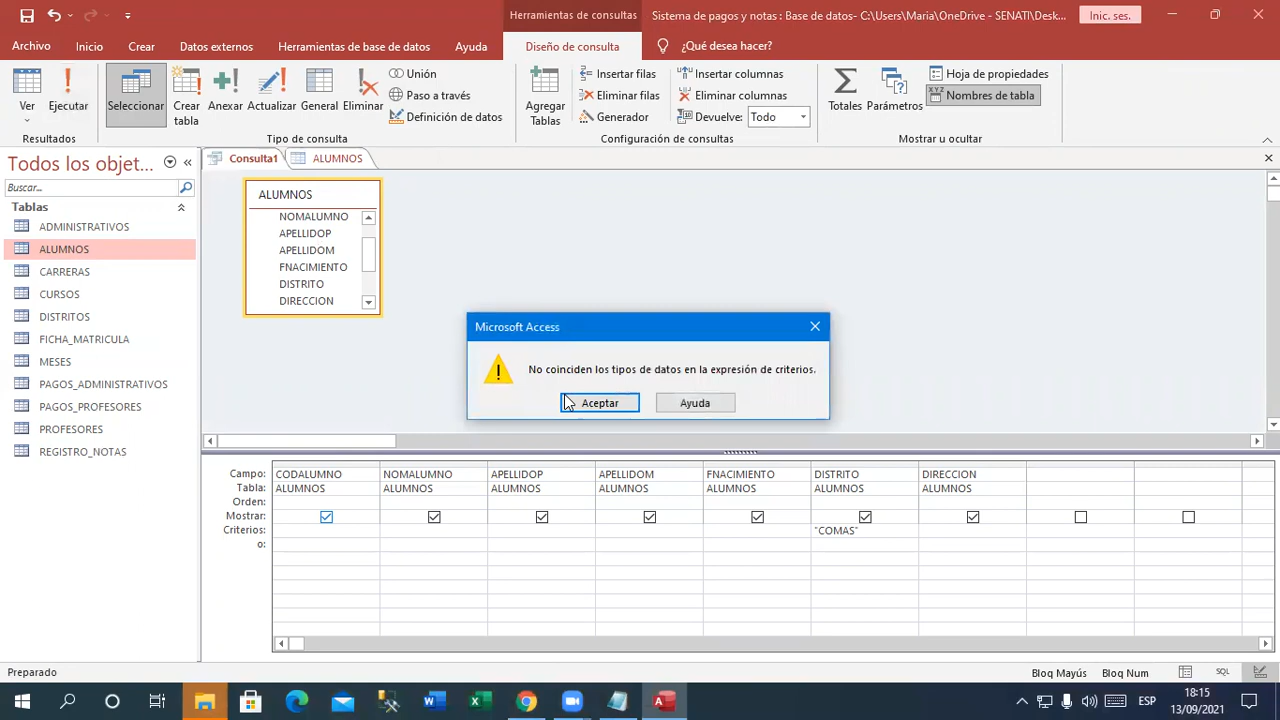 Herramientas de consultas
Sistema de pagos y notas : Base de datos- C:\Users\Maria\OneDrive - SENATI\Desk...
Inic. ses.
Archivo Inicio Crear Datos externos Herramientas de base de datos Ayuda Diseño de consulta ¿Qué desea hacer?
Ver
Ejecutar
Seleccionar
Crear tabla
Anexar
Actualizar
General
Eliminar
Unión
Paso a través
Definición de datos
Agregar Tablas
Insertar filas
Eliminar filas
Generador
Insertar columnas
Eliminar columnas
Devuelve: Todo
Totales
Parámetros
Hoja de propiedades
XYZ Nombres de tabla
Resultados
Tipo de consulta
Configuración de consultas
Mostrar u ocultar
Todos los objet...
Buscar...
Tablas
ADMINISTRATIVOS
ALUMNOS
CARRERAS
CURSOS
DISTRITOS
FICHA_MATRICULA
MESES
PAGOS_ADMINISTRATIVO
PAGOS_PROFESORES
PROFESORES
REGISTRO_NOTAS
Consulta1 ALUMNOS
ALUMNOS
NOMALUMNO
APELLIDOP
APELLIDOM
FNACIMIENTO
DISTRITO
DIRECCION
Microsoft Access
No coinciden los tipos de datos en la expresión de criterios.
Aceptar Ayuda
Campo: CODALUMNO NOMALUMNO APELLIDOP APELLIDOM FNACIMIENTO DISTRITO DIRECCION
Tabla: ALUMNOS ALUMNOS ALUMNOS ALUMNOS ALUMNOS ALUMNOS ALUMNOS
Orden:
Mostrar:
Criterios: "COMAS"
o:
Preparado
Bloq Mayús Bloq Num SQL
ESP
18:15
13/09/2021